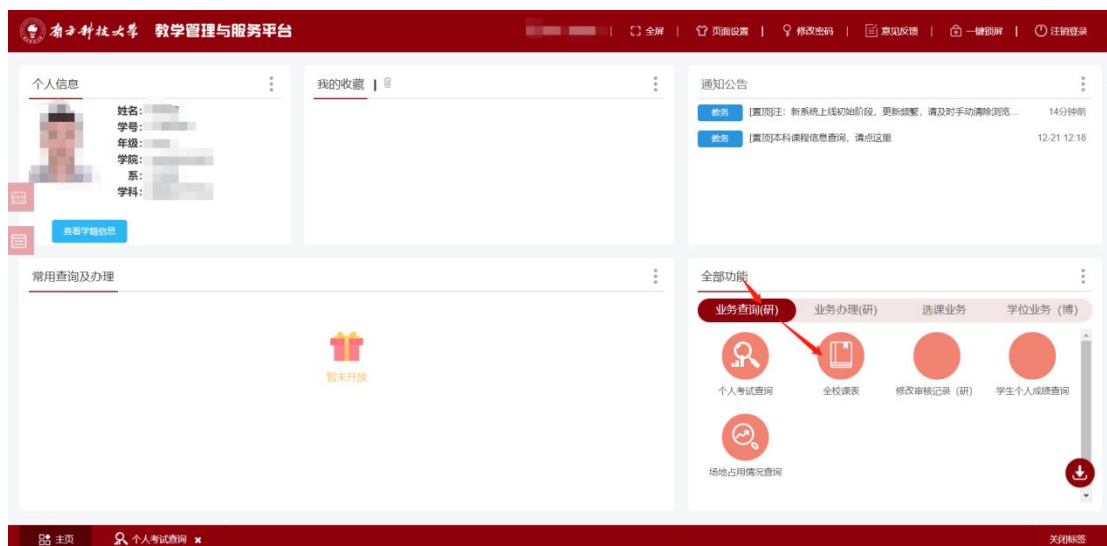 南方科技大学 教学管理与服务平台
全屏 | 页面设置 | 修改密码 | 意见反馈 | 一键锁屏 | 注销登录
个人信息
姓名:
学号:
年级:
学院:
系:
学科:
查看学籍信息
我的收藏 |
通知公告
教务 [置顶]注：新系统上线初始阶段，更新频繁，请及时手动清除浏览... 14分钟前
教务 [置顶]本科课程信息查询，请点这里 12-21 12:18
常用查询及办理
暂未开放
全部功能
业务查询(研) 业务办理(研) 选课业务 学位业务（博）
个人考试查询 全校课表 修改审核记录（研） 学生个人成绩查询
场地占用情况查询
主页 个人考试查询 × 关闭标签